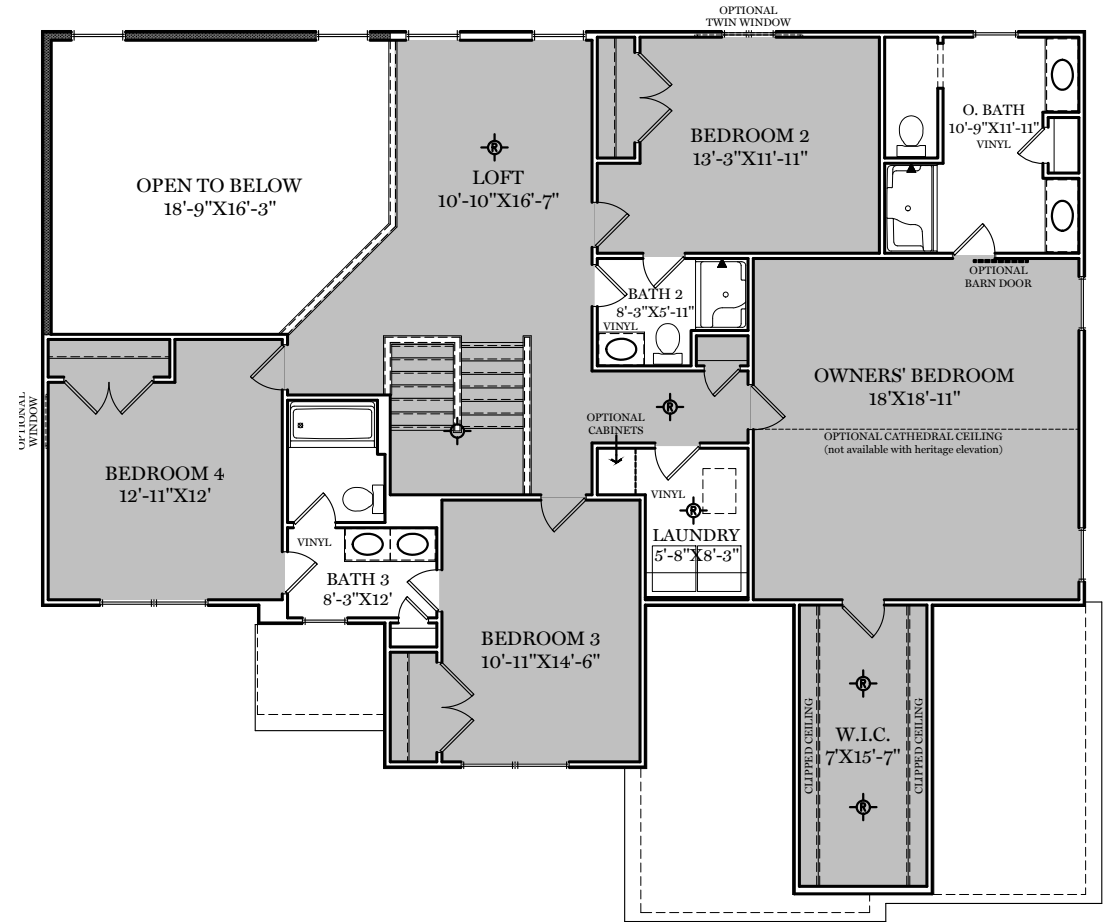 OPTIONAL
TWIN WINDOW
OPEN TO BELOW
18'-9"X16'-3"
R
LOFT
10'-10"X16'-7"
BEDROOM 2
13'-3"X11'-11"
O. BATH
10'-9"X11'-11"
VINYL
OPTIONAL
BARN DOOR
BATH 2
8'-3"X5'-11"
VINYL
OWNERS' BEDROOM
18'X18'-11"
OPTIONAL CATHEDRAL CEILING
(not available with heritage elevation)
R
OPTIONAL
CABINETS
OPTIONAL
WINDOW
BEDROOM 4
12'-11"X12'
VINYL
BATH 3
8'-3"X12'
VINYL
R
LAUNDRY
5'-8"X8'-3"
BEDROOM 3
10'-11"X14'-6"
R
W.I.C.
7'X15'-7"
R
CLIPPED CEILING
CLIPPED CEILING